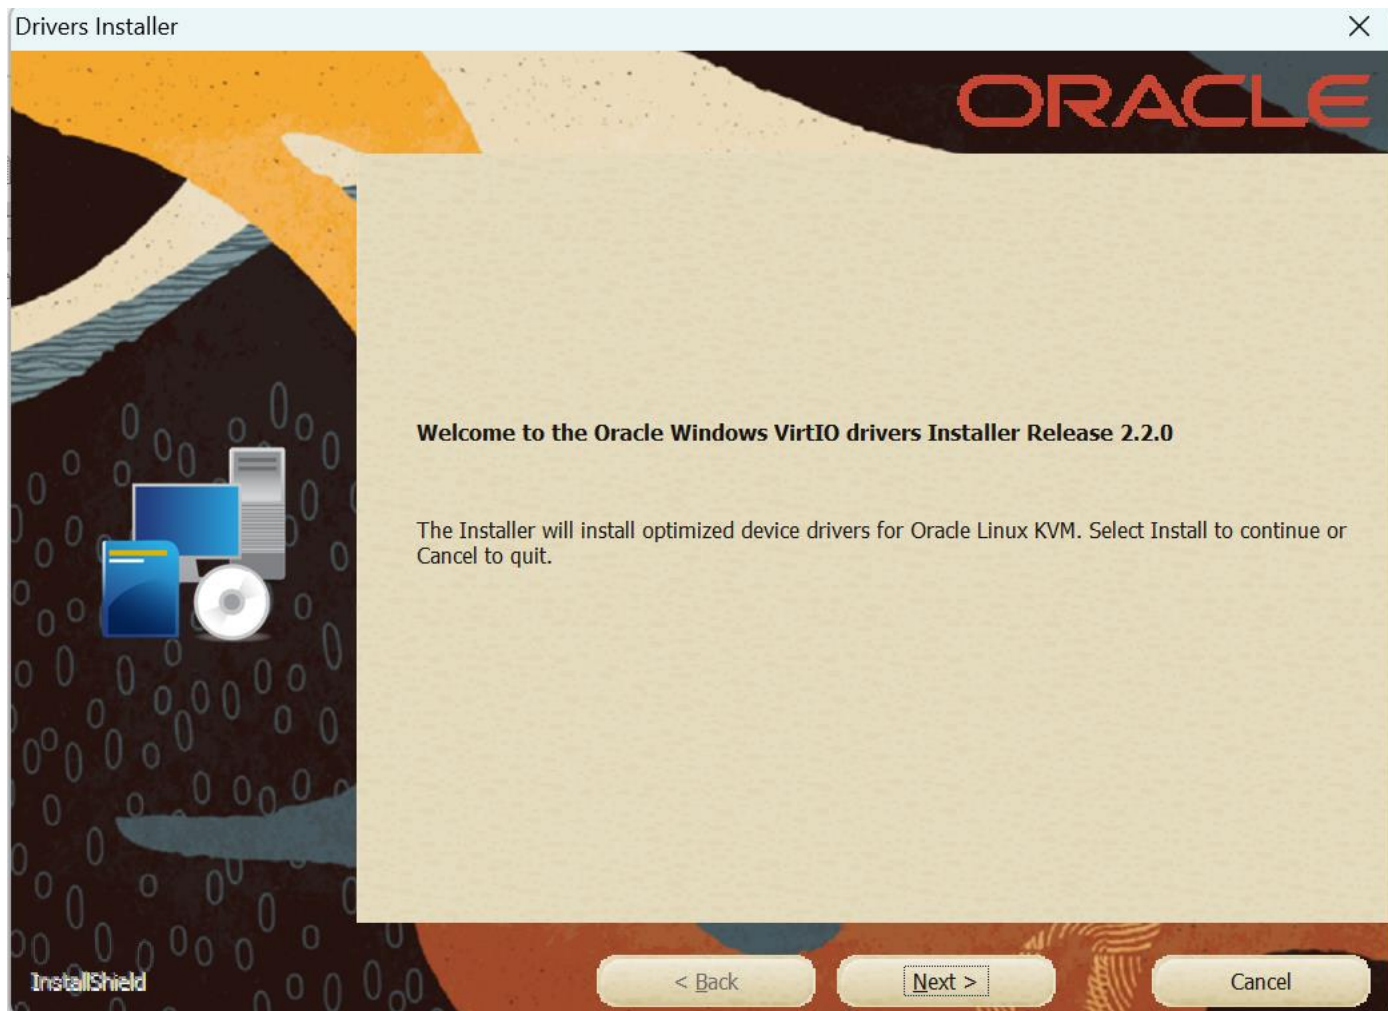 Drivers Installer
ORACLE
Welcome to the Oracle Windows VirtIO drivers Installer Release 2.2.0
The Installer will install optimized device drivers for Oracle Linux KVM. Select Install to continue or
Cancel to quit.
InstallShield
< Back
Next >
Cancel